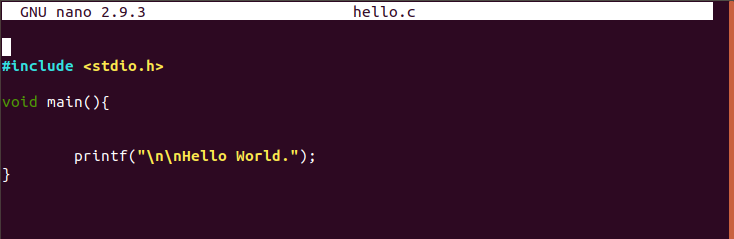 GNU nano 2.9.3 hello.c
#include <stdio.h>
void main(){
printf("\n\nHello World.");
}